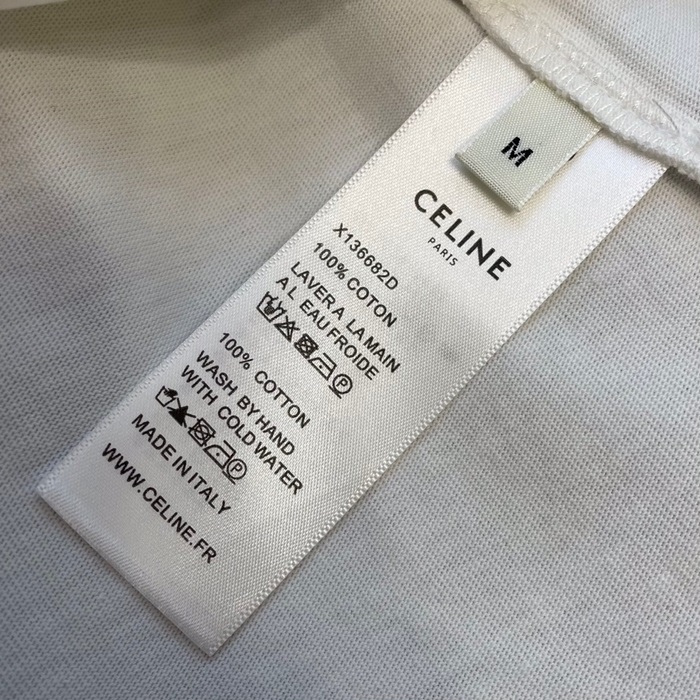 M
CELINE
PARIS
X136682D
100% COTON
LAVER A LA MAIN
A L EAU FROIDE
P
100% COTTON
WASH BY HAND
WITH COLD WATER
P
MADE IN ITALY
WWW.CELINE.FR